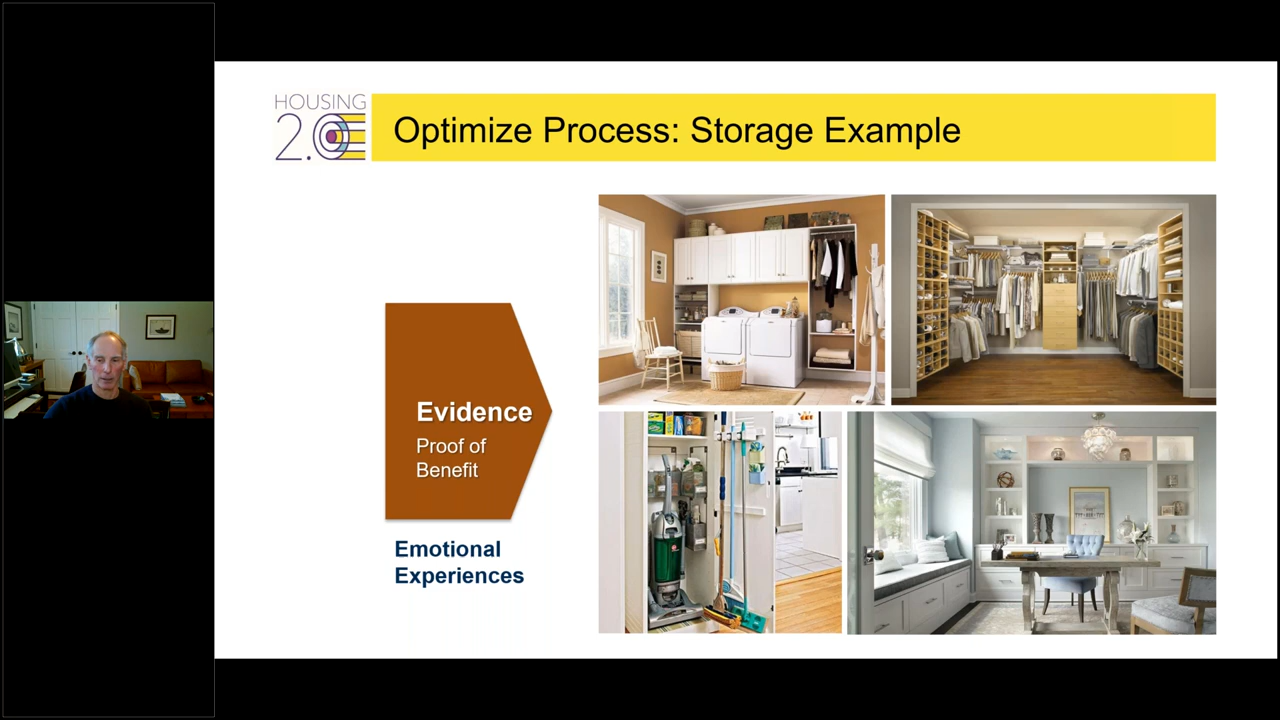 HOUSING
2.0
Optimize Process: Storage Example
Evidence
Proof of
Benefit
Emotional
Experiences